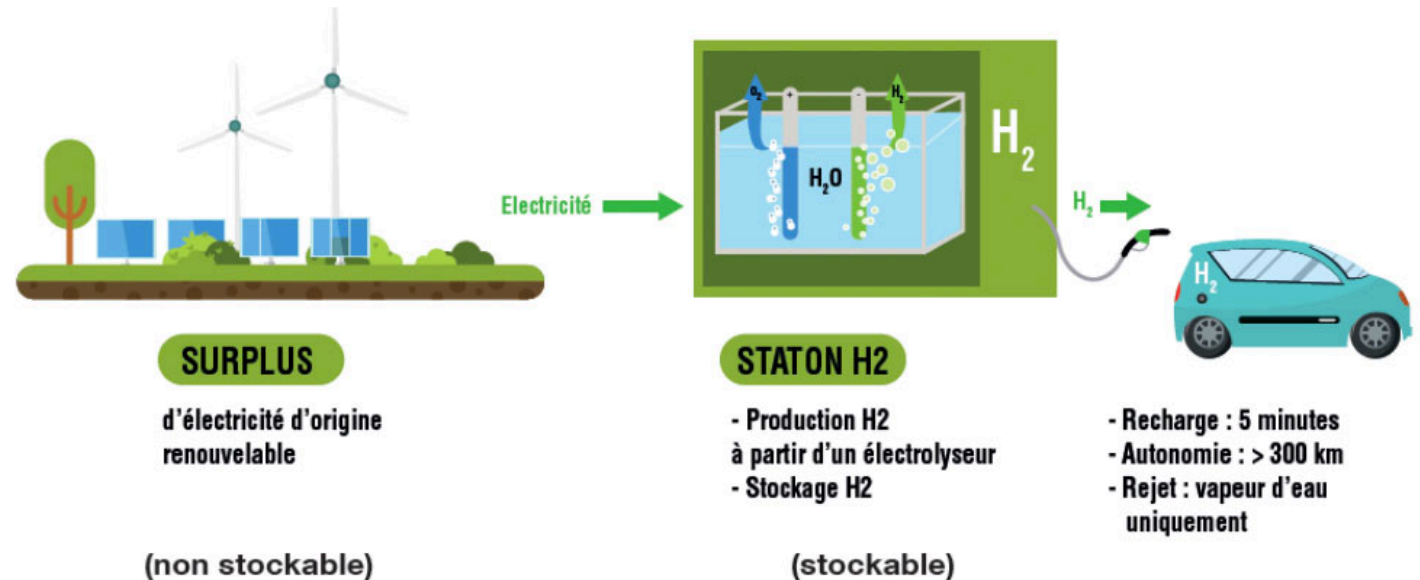 Electricité
O₂
+
-
H₂
H₂O
H₂
H₂
H₂
SURPLUS
d’électricité d’origine
renouvelable
(non stockable)
STATON H2
- Production H2
à partir d’un électrolyseur
- Stockage H2
(stockable)
- Recharge : 5 minutes
- Autonomie : > 300 km
- Rejet : vapeur d’eau
uniquement